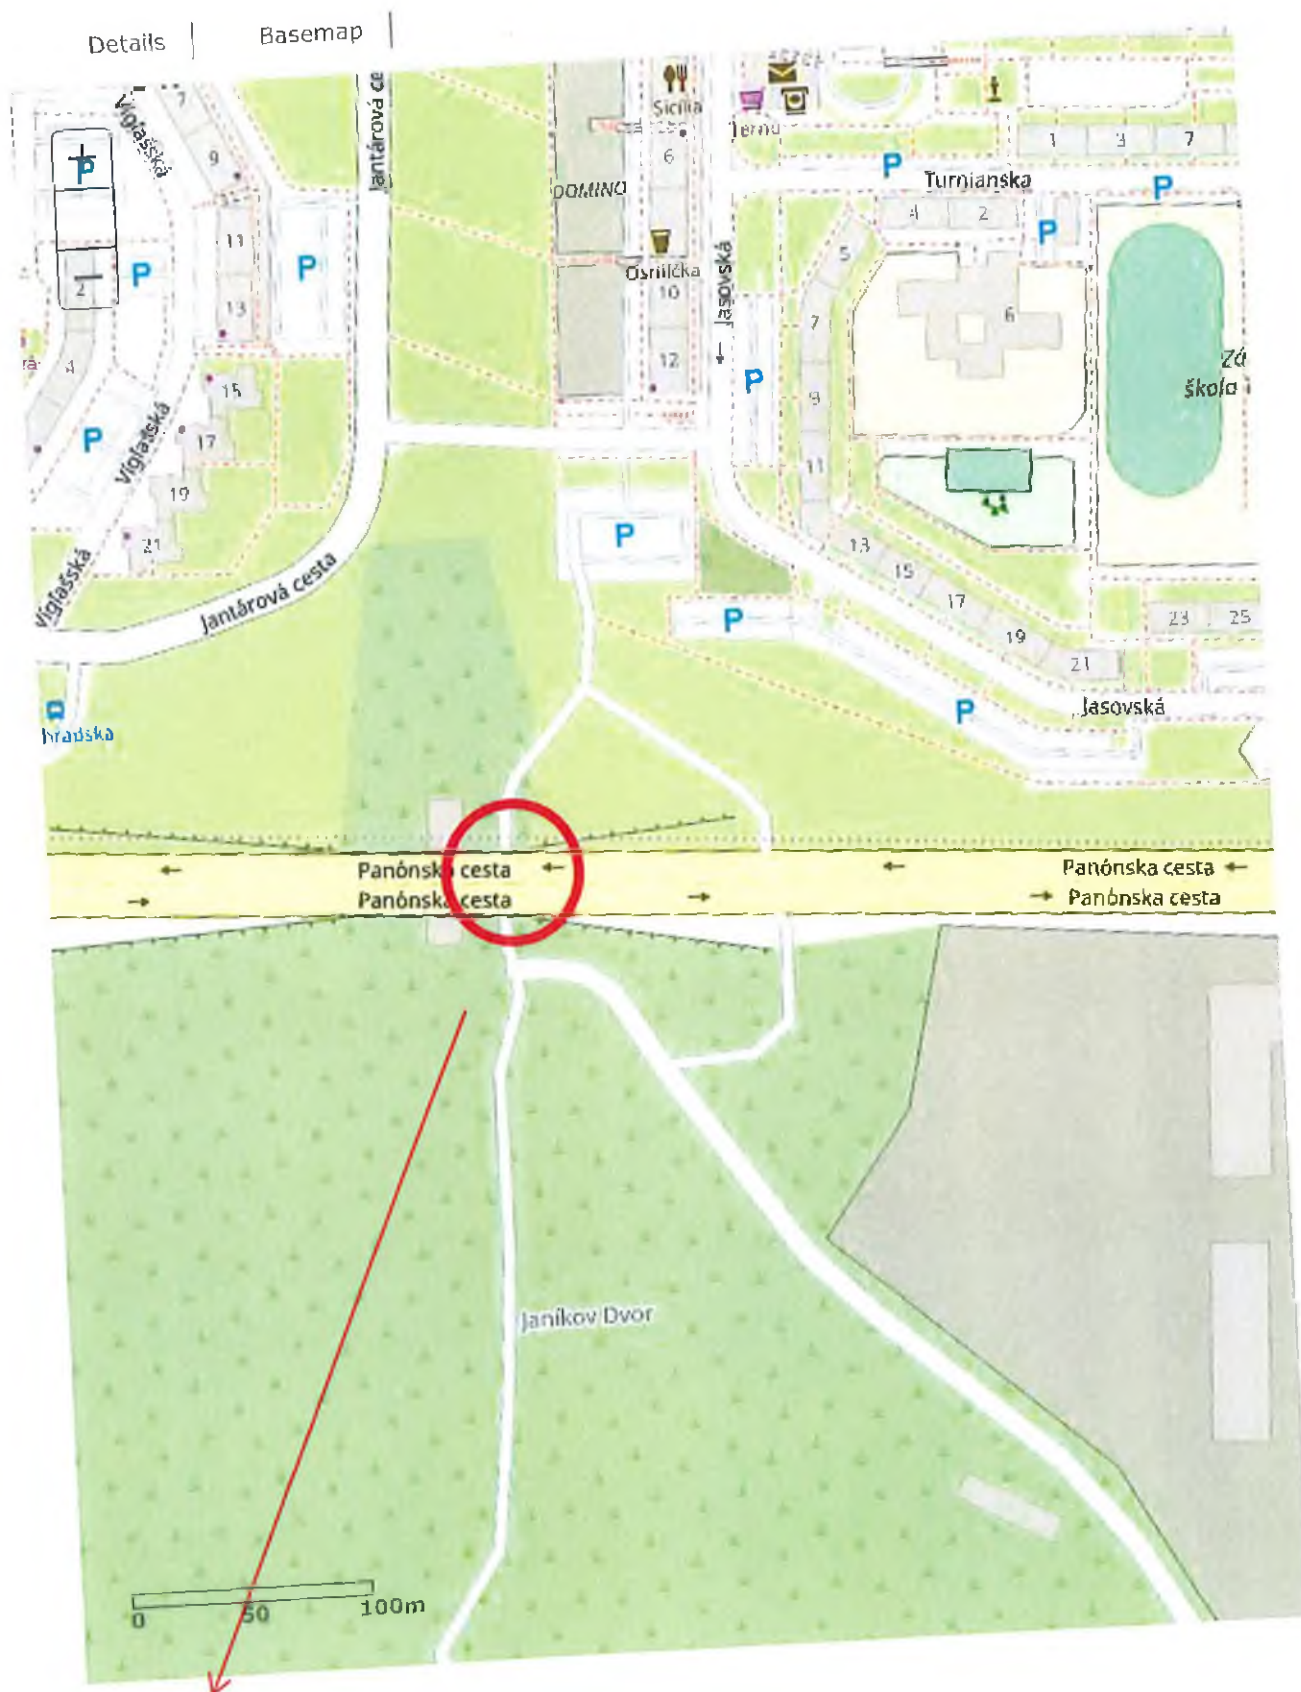 Details
Basemap
Vígľašská
7
9
11
13
15
17
19
21
2
4
P
P
P
P
Vígľašská
Vígľašská
Jantárová ce
Jantárová cesta
hradská
DOMINO
Sicília
6
Osmička
10
12
Jasovská
P
P
P
P
Turnianska
P
P
P
1
3
7
4
2
5
7
9
11
13
15
17
19
21
23
25
6
Zá
škola
Jasovská
Panónska cesta
Panónska cesta
Panónska cesta
Panónska cesta
Janíkov Dvor
0
50
100m